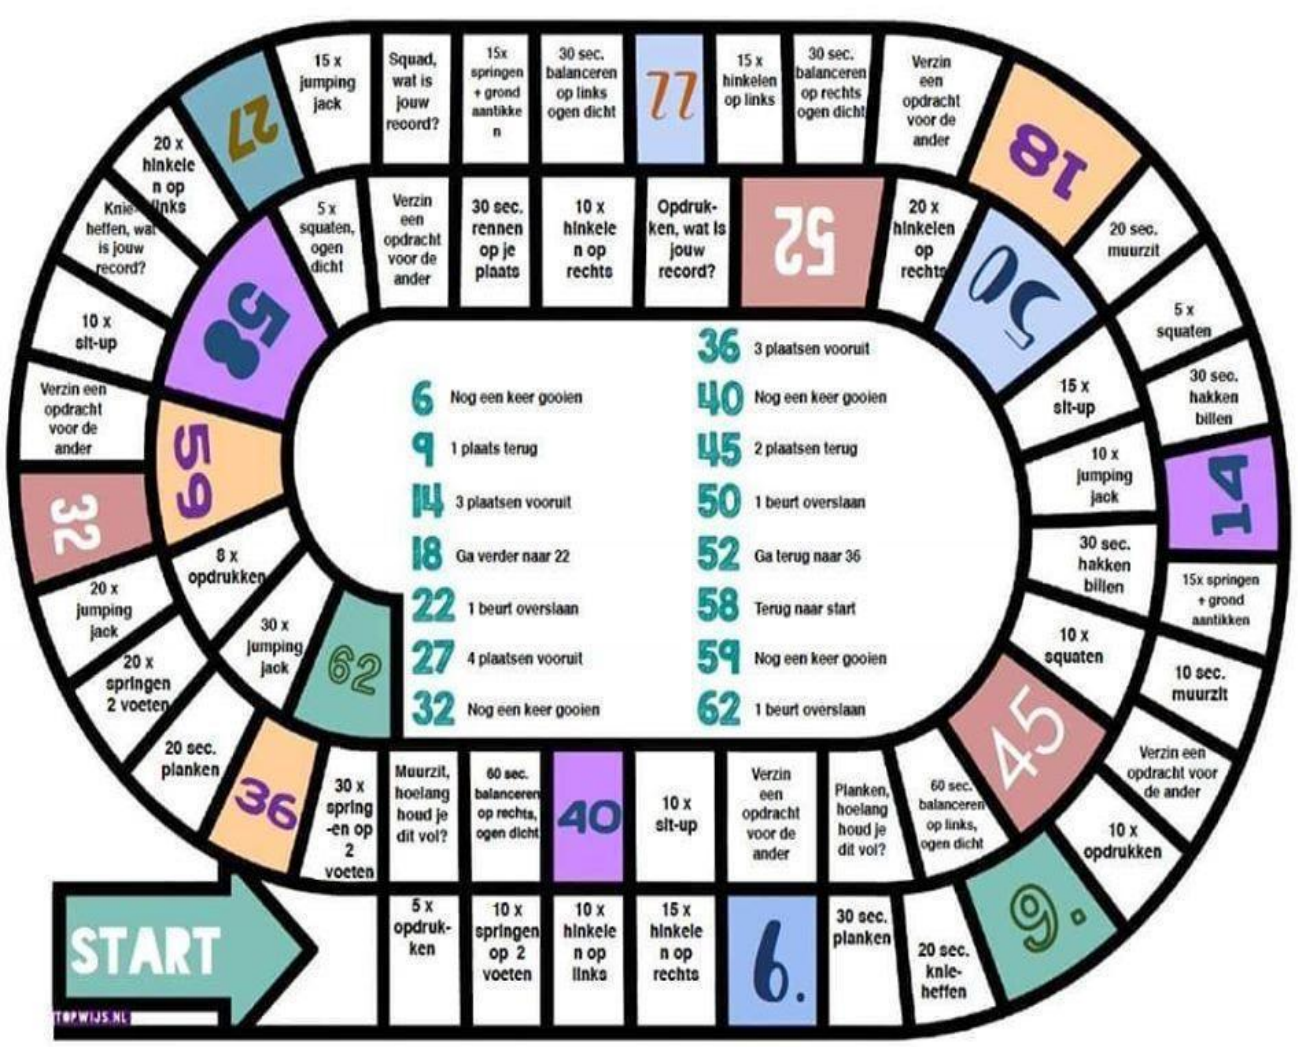 START
TOPWIJS.NL
5 x
opdruk-
ken
10 x
springen
op 2
voeten
10 x
hinkele
n op
links
15 x
hinkele
n op
rechts
6.
30 sec.
planken
20 sec.
knie-
heffen
9.
10 x
opdrukken
Verzin een
opdracht voor
de ander
10 sec.
muurzit
15x springen
+ grond
aantikken
14
30 sec.
hakken
billen
5 x
squaten
20 sec.
muurzit
18
Verzin
een
opdracht
voor de
ander
30 sec.
balanceren
op rechts
ogen dicht
15 x
hinkelen
op links
22
30 sec.
balanceren
op links
ogen dicht
15x
springen
+ grond
aantikke
n
Squad,
wat is
jouw
record?
15 x
jumping
jack
27
20 x
hinkele
n op
links
Knie-
heffen, wat
is jouw
record?
10 x
sit-up
Verzin een
opdracht
voor de
ander
32
20 x
jumping
jack
20 x
springen
2 voeten
20 sec.
planken
36
30 x
spring
-en op
2
voeten
Muurzit,
hoelang
houd je
dit vol?
60 sec.
balanceren
op rechts,
ogen dicht
40
10 x
sit-up
Verzin
een
opdracht
voor de
ander
Planken,
hoelang
houd je
dit vol?
60 sec.
balanceren
op links,
ogen dicht
45
10 x
squaten
30 sec.
hakken
billen
10 x
jumping
jack
15 x
sit-up
50
20 x
hinkelen
op
rechts
52
Opdruk-
ken, wat is
jouw
record?
10 x
hinkele
n op
rechts
30 sec.
rennen
op je
plaats
Verzin
een
opdracht
voor de
ander
5 x
squaten,
ogen
dicht
58
59
8 x
opdrukken
30 x
jumping
jack
62
6 Nog een keer gooien
9 1 plaats terug
14 3 plaatsen vooruit
18 Ga verder naar 22
22 1 beurt overslaan
27 4 plaatsen vooruit
32 Nog een keer gooien
36 3 plaatsen vooruit
40 Nog een keer gooien
45 2 plaatsen terug
50 1 beurt overslaan
52 Ga terug naar 36
58 Terug naar start
59 Nog een keer gooien
62 1 beurt overslaan